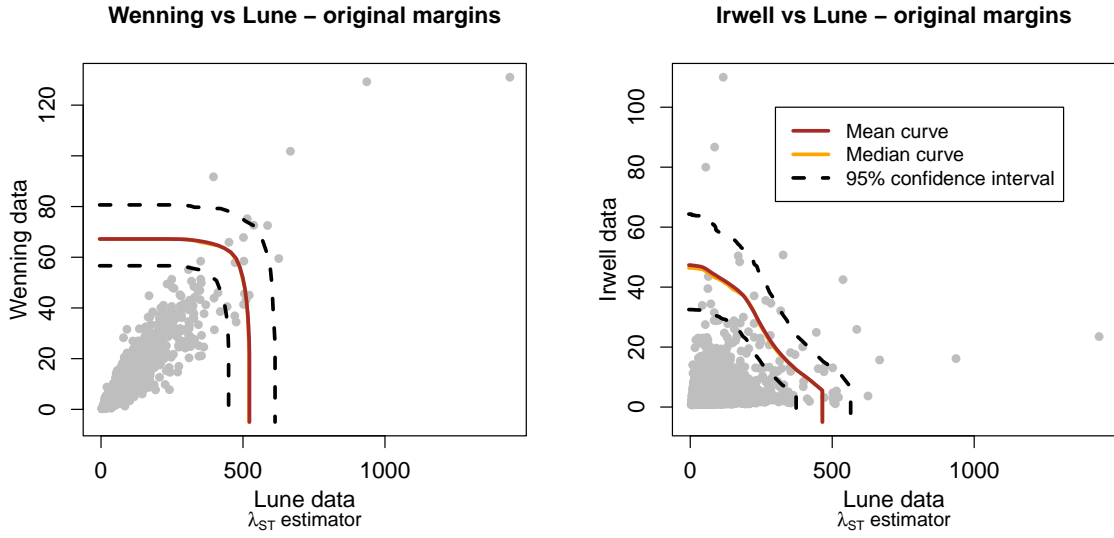 Wenning vs Lune – original margins
Wenning data
0 20 40 60 80 120
0 500 1000
Lune data
λST estimator
Irwell vs Lune – original margins
Irwell data
0 20 40 60 80 100
Mean curve
Median curve
95% confidence interval
0 500 1000
Lune data
λST estimator